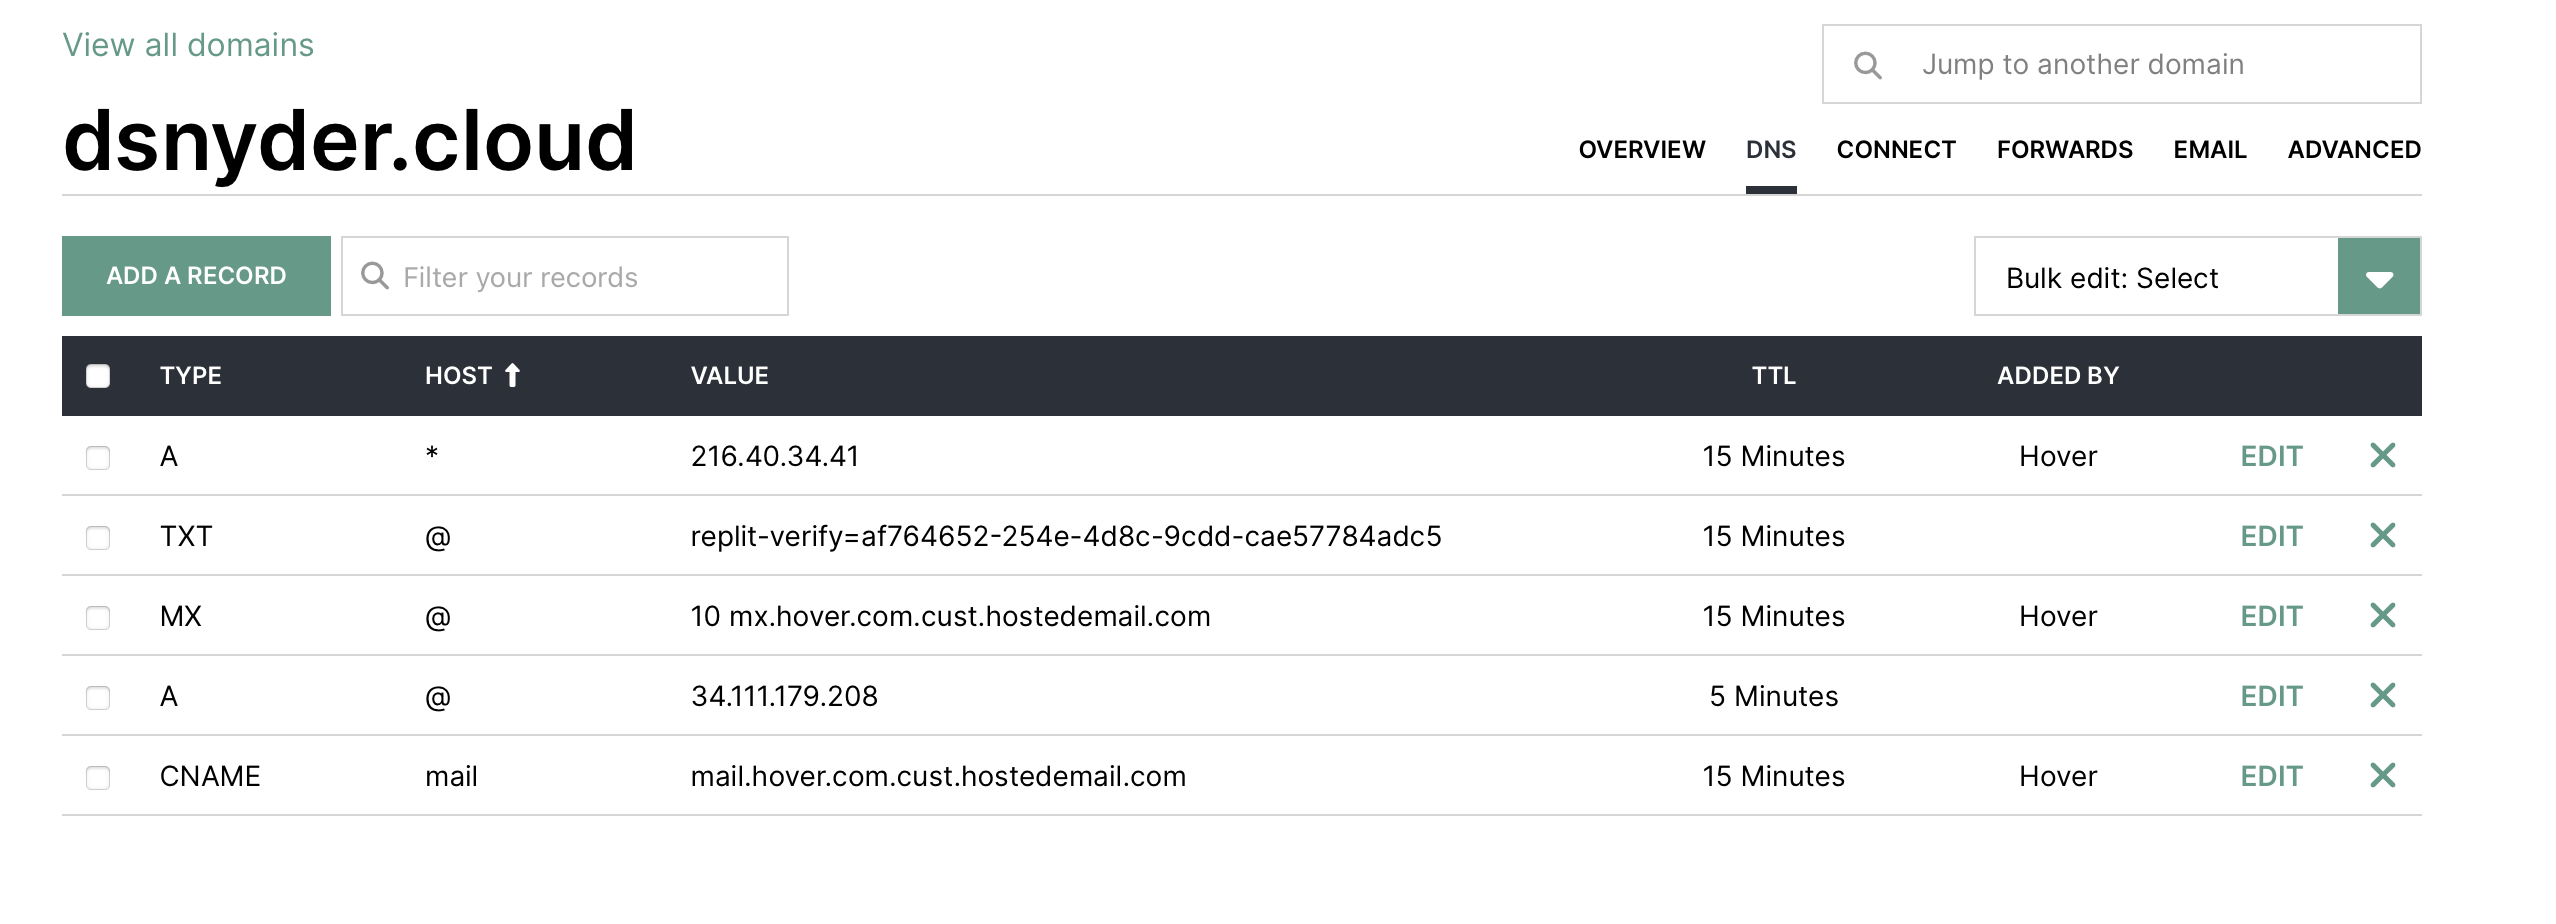 View all domains
Jump to another domain
dsnyder.cloud
OVERVIEW DNS CONNECT FORWARDS EMAIL ADVANCED
ADD A RECORD Filter your records Bulk edit: Select
TYPE HOST VALUE TTL ADDED BY
A * 216.40.34.41 15 Minutes Hover EDIT
TXT @ replit-verify=af764652-254e-4d8c-9cdd-cae57784adc5 15 Minutes EDIT
MX @ 10 mx.hover.com.cust.hostedemail.com 15 Minutes Hover EDIT
A @ 34.111.179.208 5 Minutes EDIT
CNAME mail mail.hover.com.cust.hostedemail.com 15 Minutes Hover EDIT